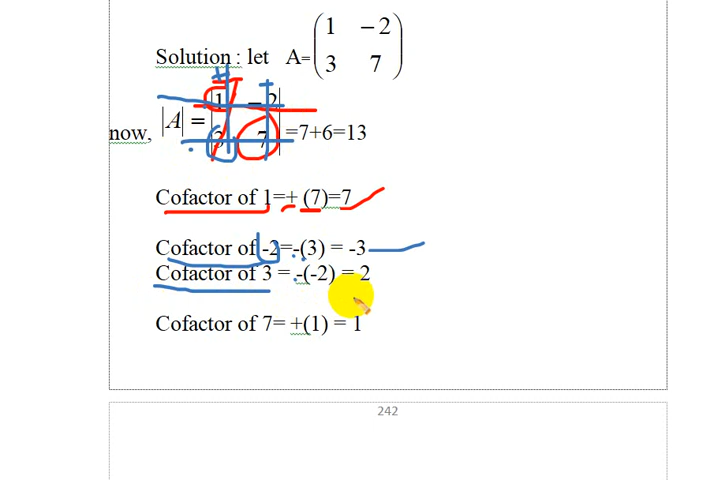 Solution : let A= (1 -2
3 7)
now, |A| = |1 -2|
|3 7| =7+6=13
Cofactor of 1=+ (7)=7
Cofactor of -2=-(3) = -3
Cofactor of 3 = -(-2) = 2
Cofactor of 7= +(1) = 1
242